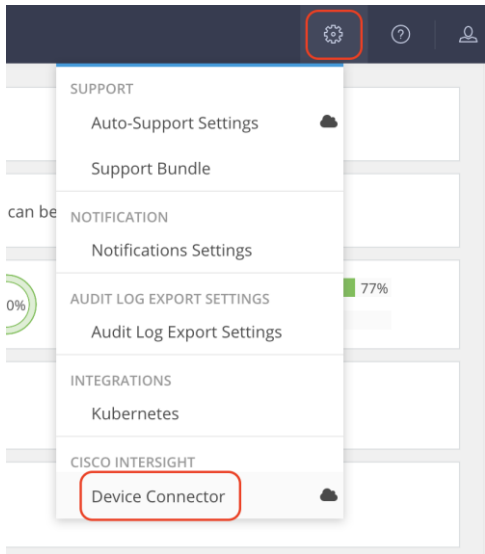 SUPPORT
Auto-Support Settings
Support Bundle
can be
NOTIFICATION
Notifications Settings
0%
77%
AUDIT LOG EXPORT SETTINGS
Audit Log Export Settings
INTEGRATIONS
Kubernetes
CISCO INTERSIGHT
Device Connector